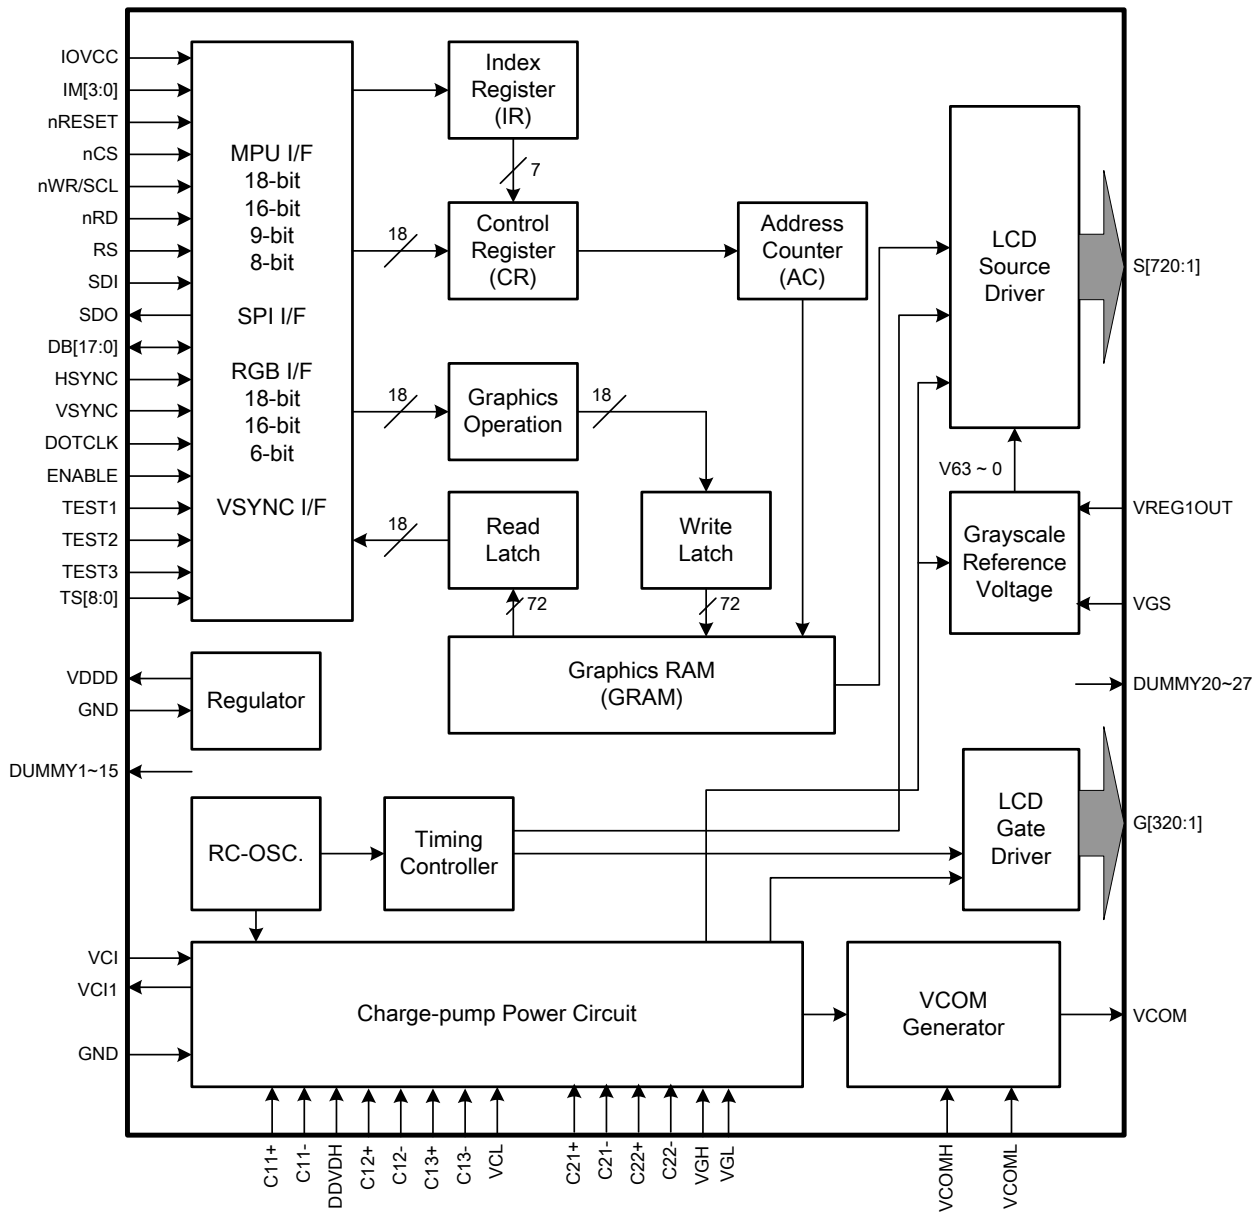 IOVCC
IM[3:0]
nRESET
nCS
nWR/SCL
nRD
RS
SDI
SDO
DB[17:0]
HSYNC
VSYNC
DOTCLK
ENABLE
TEST1
TEST2
TEST3
TS[8:0]
VDDD
GND
DUMMY1~15
VCI
VCI1
GND
MPU I/F
18-bit
16-bit
9-bit
8-bit
SPI I/F
RGB I/F
18-bit
16-bit
6-bit
VSYNC I/F
Index
Register
(IR)
7
18
Control
Register
(CR)
Address
Counter
(AC)
18
Graphics
Operation
18
18
Read
Latch
Write
Latch
72
72
Graphics RAM
(GRAM)
LCD
Source
Driver
S[720:1]
V63 ~ 0
Grayscale
Reference
Voltage
VREG1OUT
VGS
DUMMY20~27
Regulator
RC-OSC.
Timing
Controller
LCD
Gate
Driver
G[320:1]
Charge-pump Power Circuit
VCOM
Generator
VCOM
C11+
C11-
DDVDH
C12+
C12-
C13+
C13-
VCL
C21+
C21-
C22+
C22-
VGH
VGL
VCOMH
VCOML